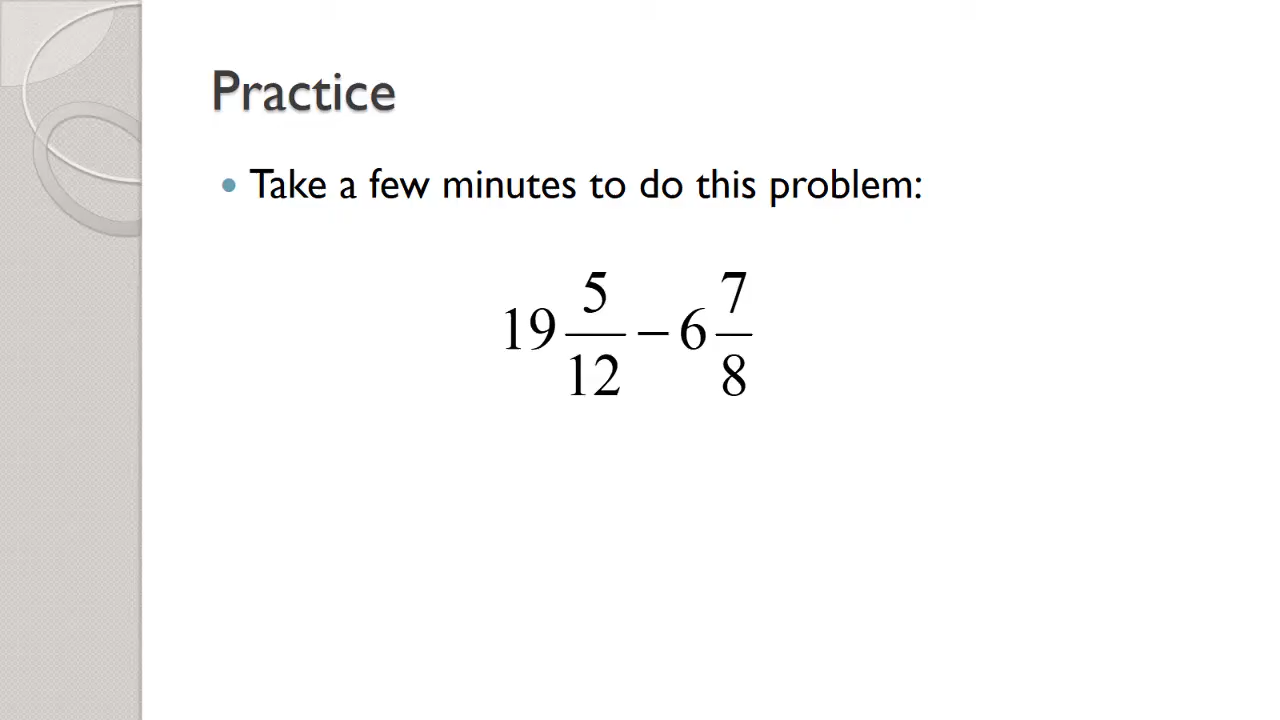 Practice
• Take a few minutes to do this problem:
19 5/12 − 6 7/8